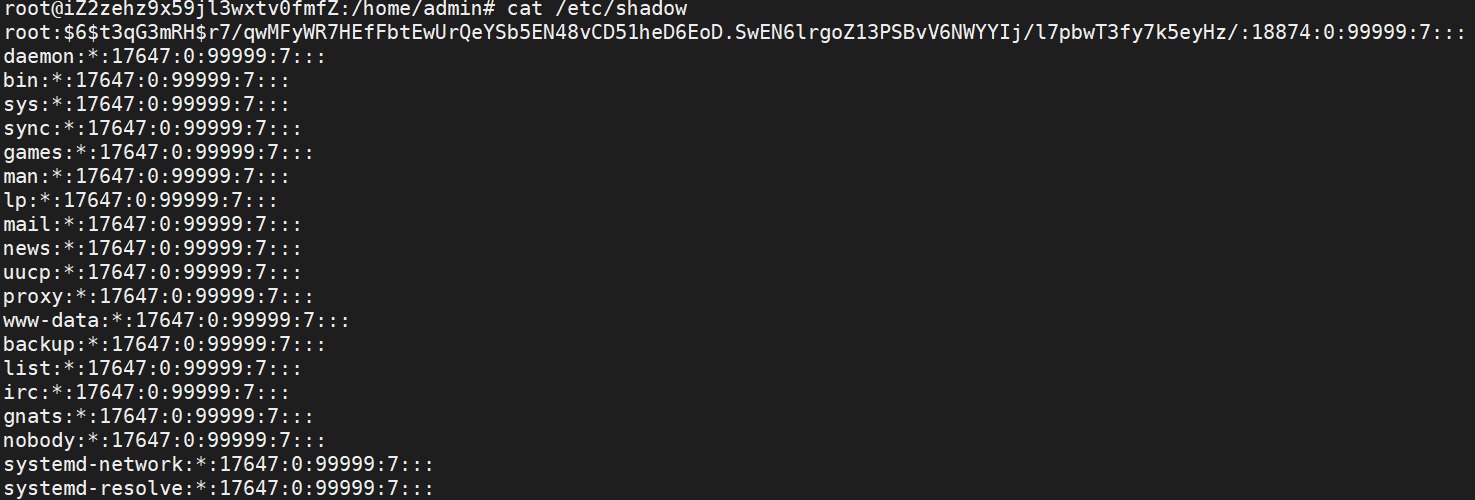 root@iZ2zehz9x59jl3wxtv0fmfZ:/home/admin# cat /etc/shadow
root:$6$t3qG3mRH$r7/qwMFyWR7HEfFbtEwUrQeYSb5EN48vCD51heD6EoD.SwEN6lrgoZ13PSBvV6NWYYIj/l7pbwT3fy7k5eyHz/:18874:0:99999:7:::
daemon:*:17647:0:99999:7:::
bin:*:17647:0:99999:7:::
sys:*:17647:0:99999:7:::
sync:*:17647:0:99999:7:::
games:*:17647:0:99999:7:::
man:*:17647:0:99999:7:::
lp:*:17647:0:99999:7:::
mail:*:17647:0:99999:7:::
news:*:17647:0:99999:7:::
uucp:*:17647:0:99999:7:::
proxy:*:17647:0:99999:7:::
www-data:*:17647:0:99999:7:::
backup:*:17647:0:99999:7:::
list:*:17647:0:99999:7:::
irc:*:17647:0:99999:7:::
gnats:*:17647:0:99999:7:::
nobody:*:17647:0:99999:7:::
systemd-network:*:17647:0:99999:7:::
systemd-resolve:*:17647:0:99999:7:::